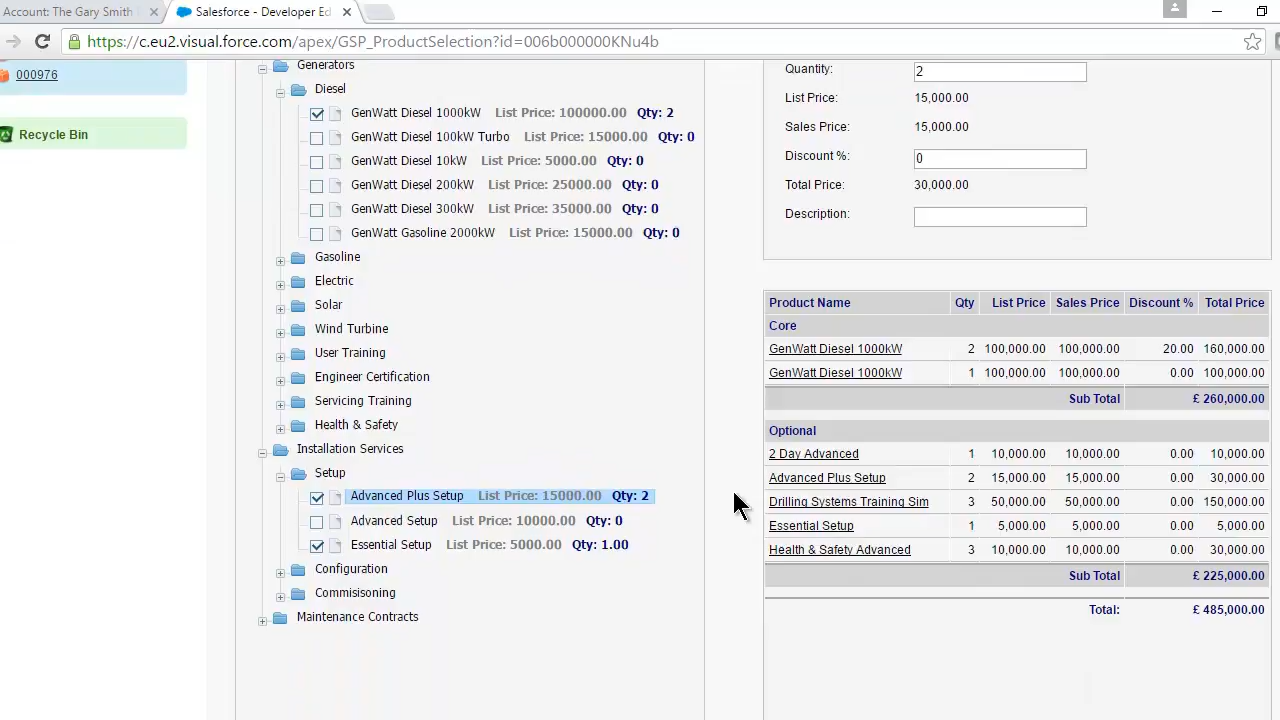 Account: The Gary Smith
Salesforce - Developer Ed
https://c.eu2.visual.force.com/apex/GSP_ProductSelection?id=006b000000KNu4b
000976
Recycle Bin
Generators
Diesel
GenWatt Diesel 1000kW List Price: 100000.00 Qty: 2
GenWatt Diesel 100kW Turbo List Price: 15000.00 Qty: 0
GenWatt Diesel 10kW List Price: 5000.00 Qty: 0
GenWatt Diesel 200kW List Price: 25000.00 Qty: 0
GenWatt Diesel 300kW List Price: 35000.00 Qty: 0
GenWatt Gasoline 2000kW List Price: 15000.00 Qty: 0
Gasoline
Electric
Solar
Wind Turbine
User Training
Engineer Certification
Servicing Training
Health & Safety
Installation Services
Setup
Advanced Plus Setup List Price: 15000.00 Qty: 2
Advanced Setup List Price: 10000.00 Qty: 0
Essential Setup List Price: 5000.00 Qty: 1.00
Configuration
Commisisoning
Maintenance Contracts
Quantity: 2
List Price: 15,000.00
Sales Price: 15,000.00
Discount %: 0
Total Price: 30,000.00
Description:
Product Name Qty List Price Sales Price Discount % Total Price
Core
GenWatt Diesel 1000kW 2 100,000.00 100,000.00 20.00 160,000.00
GenWatt Diesel 1000kW 1 100,000.00 100,000.00 0.00 100,000.00
Sub Total £ 260,000.00
Optional
2 Day Advanced 1 10,000.00 10,000.00 0.00 10,000.00
Advanced Plus Setup 2 15,000.00 15,000.00 0.00 30,000.00
Drilling Systems Training Sim 3 50,000.00 50,000.00 0.00 150,000.00
Essential Setup 1 5,000.00 5,000.00 0.00 5,000.00
Health & Safety Advanced 3 10,000.00 10,000.00 0.00 30,000.00
Sub Total £ 225,000.00
Total: £ 485,000.00